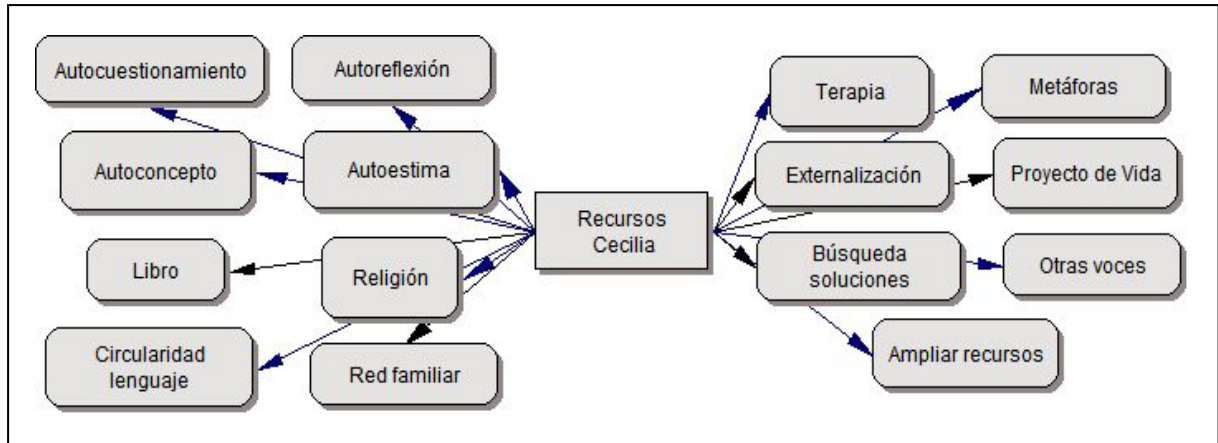 Autocuestionamiento
Autoreflexión
Autoconcepto
Autoestima
Libro
Religión
Circularidad
lenguaje
Red familiar
Recursos
Cecilia
Terapia
Metáforas
Externalización
Proyecto de Vida
Búsqueda
soluciones
Otras voces
Ampliar recursos